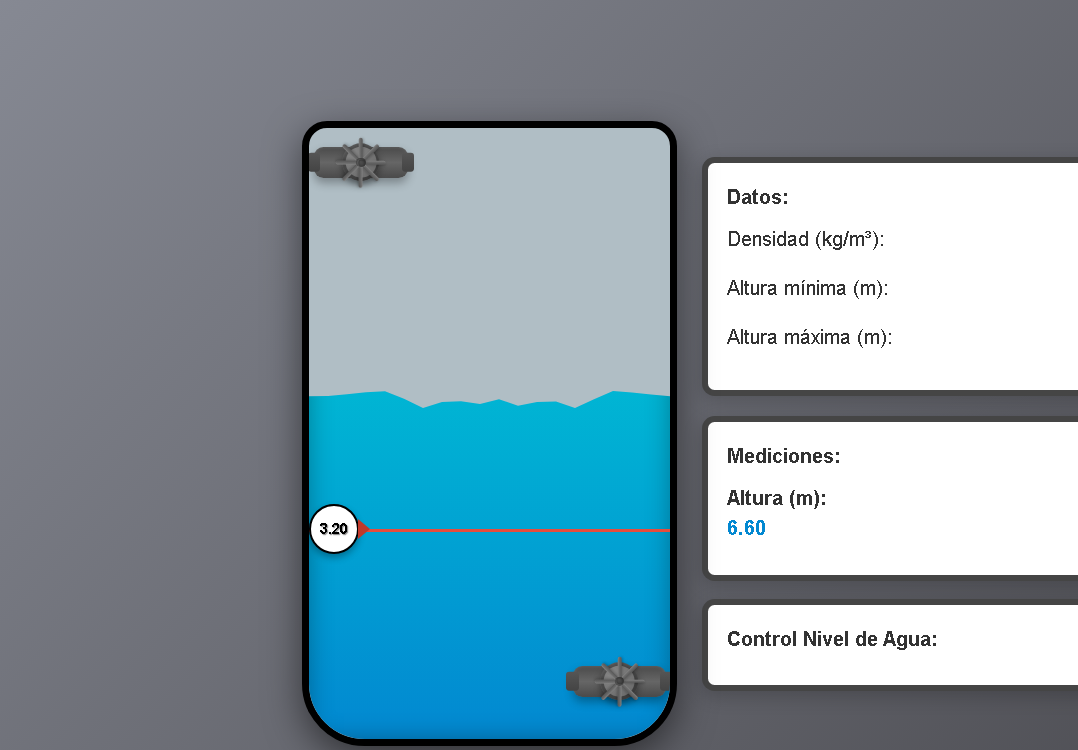 Datos:
Densidad (kg/m³):
Altura mínima (m):
Altura máxima (m):
Mediciones:
Altura (m):
6.60
3.20
Control Nivel de Agua: